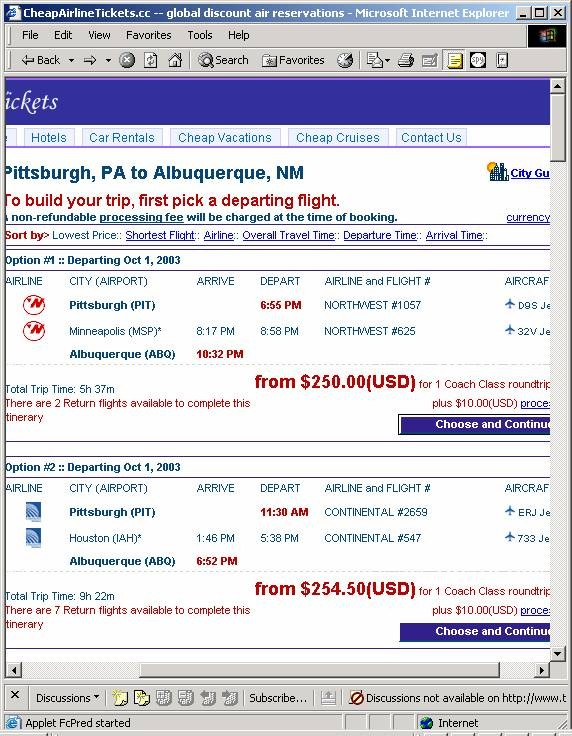 CheapAirlineTickets.cc -- global discount air reservations - Microsoft Internet Explorer
File Edit View Favorites Tools Help
Back Search Favorites
ickets
Hotels Car Rentals Cheap Vacations Cheap Cruises Contact Us
Pittsburgh, PA to Albuquerque, NM City Gu
To build your trip, first pick a departing flight.
non-refundable processing fee will be charged at the time of booking. currency
Sort by> Lowest Price:: Shortest Flight:: Airline:: Overall Travel Time:: Departure Time:: Arrival Time::
Option #1 :: Departing Oct 1, 2003
AIRLINE CITY (AIRPORT) ARRIVE DEPART AIRLINE and FLIGHT # AIRCRAF
Pittsburgh (PIT) 6:55 PM NORTHWEST #1057 D9S Je
Minneapolis (MSP)* 8:17 PM 8:58 PM NORTHWEST #625 32V Je
Albuquerque (ABQ) 10:32 PM
from $250.00(USD) for 1 Coach Class roundtrip
Total Trip Time: 5h 37m
There are 2 Return flights available to complete this plus $10.00(USD) proce
tinerary
Choose and Continue
Option #2 :: Departing Oct 1, 2003
AIRLINE CITY (AIRPORT) ARRIVE DEPART AIRLINE and FLIGHT # AIRCRAF
Pittsburgh (PIT) 11:30 AM CONTINENTAL #2659 ERJ Je
Houston (IAH)* 1:46 PM 5:38 PM CONTINENTAL #547 733 Je
Albuquerque (ABQ) 6:52 PM
from $254.50(USD) for 1 Coach Class roundtrip
Total Trip Time: 9h 22m
There are 7 Return flights available to complete this plus $10.00(USD) proce
tinerary
Choose and Continue
Discussions Subscribe... Discussions not available on http://www.t
Applet FcPred started Internet